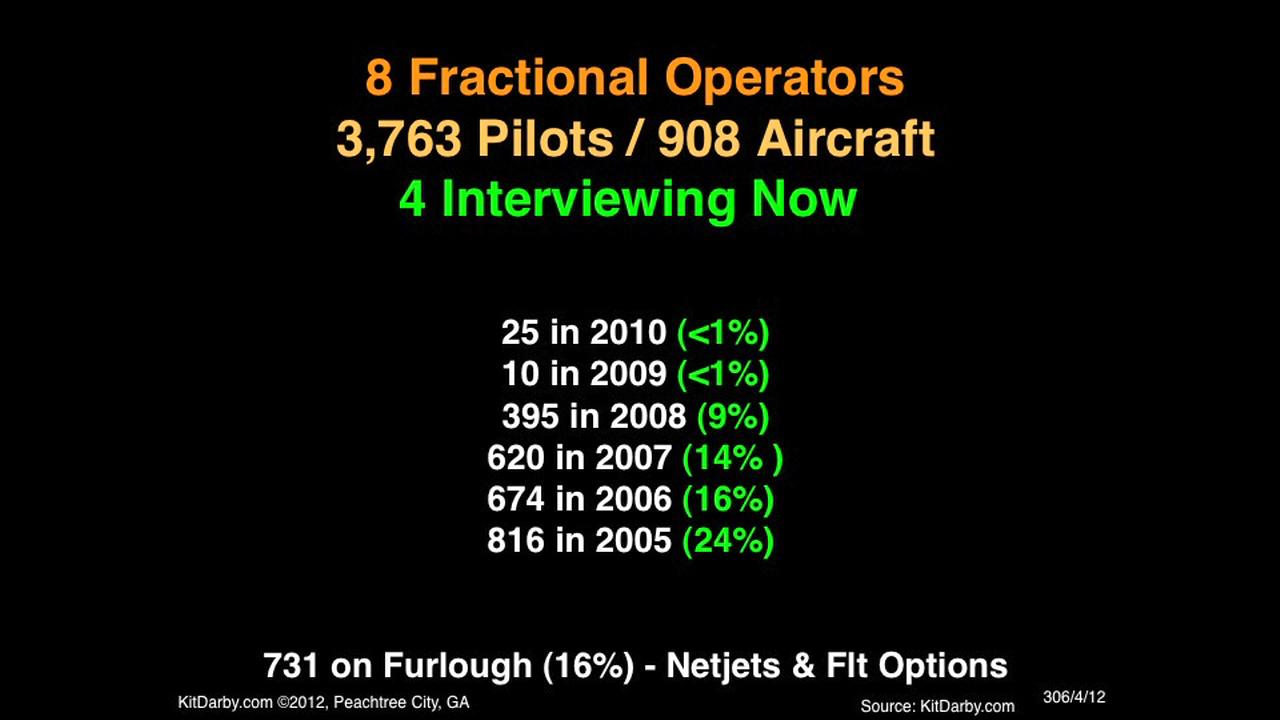 8 Fractional Operators
3,763 Pilots / 908 Aircraft
4 Interviewing Now
25 in 2010 (<1%)
10 in 2009 (<1%)
395 in 2008 (9%)
620 in 2007 (14% )
674 in 2006 (16%)
816 in 2005 (24%)
731 on Furlough (16%) - Netjets & Flt Options
KitDarby.com ©2012, Peachtree City, GA
Source: KitDarby.com
306/4/12